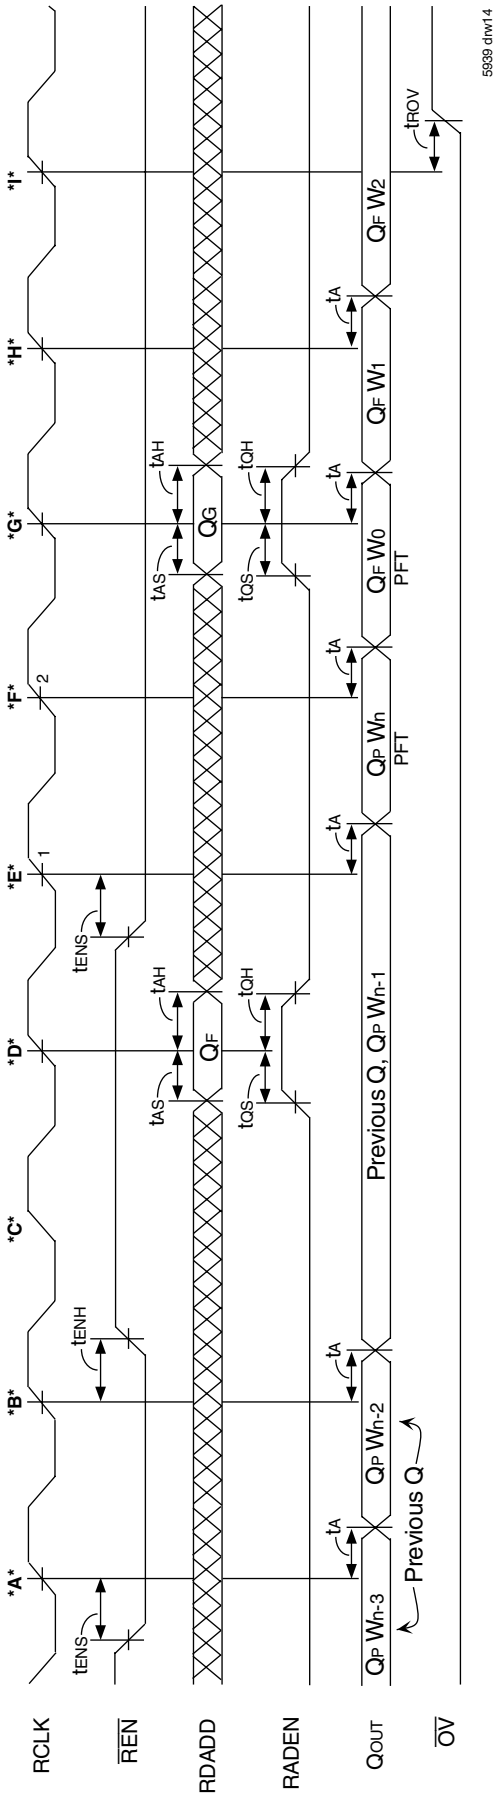 *A* *B* *C* *D* *E* *F* *G* *H* *I*
RCLK 1 2
tENS tENH tENS
REN
tAS tAH tAS tAH
RDADD QF QG
tQS tQH tQS tQH
RADEN
tA tA tA tA tA tA
QOUT QP Wn-3 QP Wn-2 Previous Q, QP Wn-1 QP Wn QF W0 QF W1 QF W2
PFT PFT
Previous Q
tROV
OV
5939 drw14